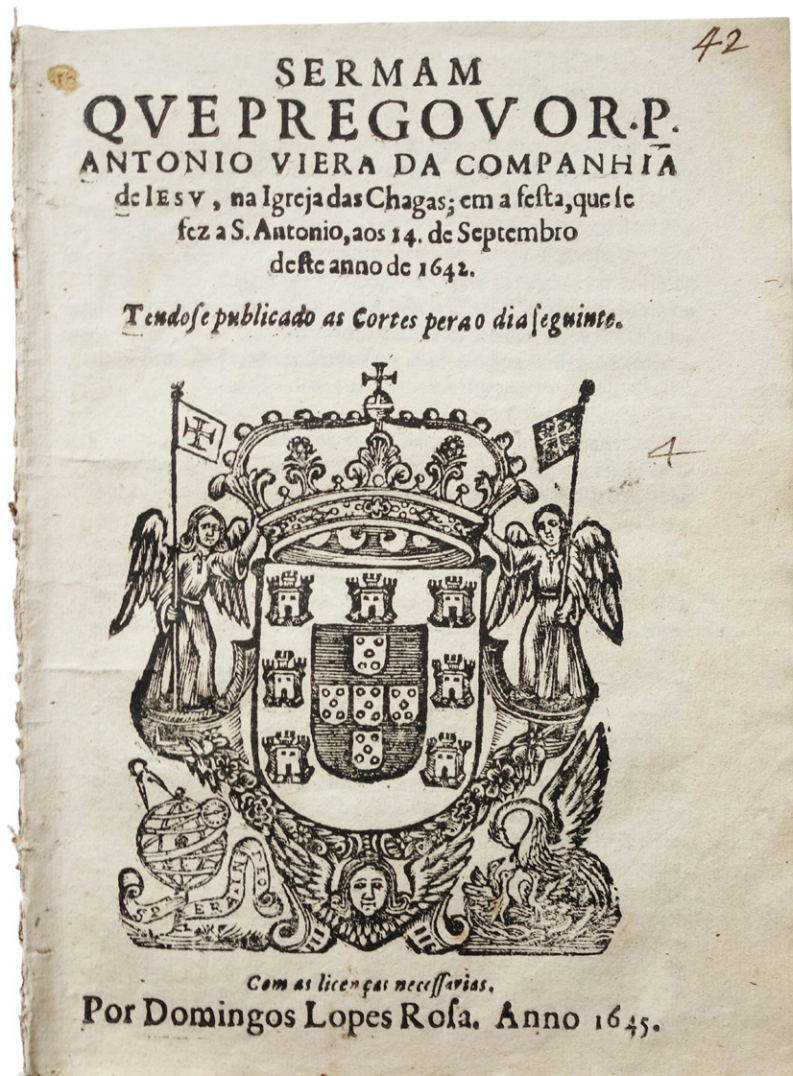 42
SERMAM
QVE PREGOV O R. P.
ANTONIO VIERA DA COMPANHIA
de IESV, na Igreja das Chagas; em a feſta, que ſe
fez a S. Antonio, aos 14. de Septembro
deſte anno de 1642.
Tendoſe publicado as Cortes pera o dia ſeguinte.
4
SPERA IN
Com as licenças neceſſarias.
Por Domingos Lopes Roſa. Anno 1645.